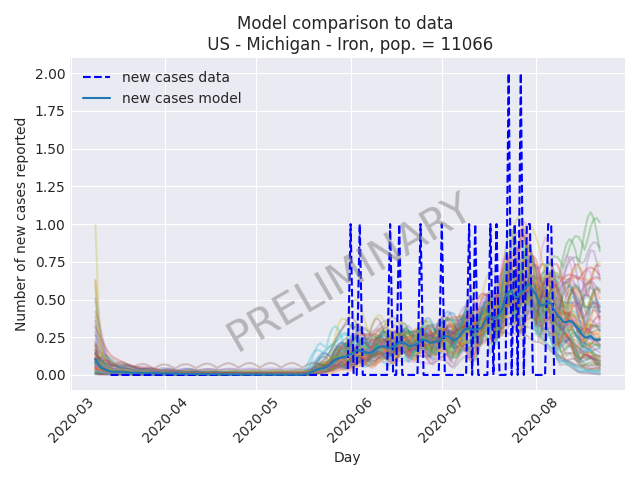 Model comparison to data
US - Michigan - Iron, pop. = 11066
new cases data
new cases model
2.00
1.75
1.50
1.25
1.00
0.75
0.50
0.25
0.00
Number of new cases reported
PRELIMINARY
2020-03
2020-04
2020-05
2020-06
2020-07
2020-08
Day